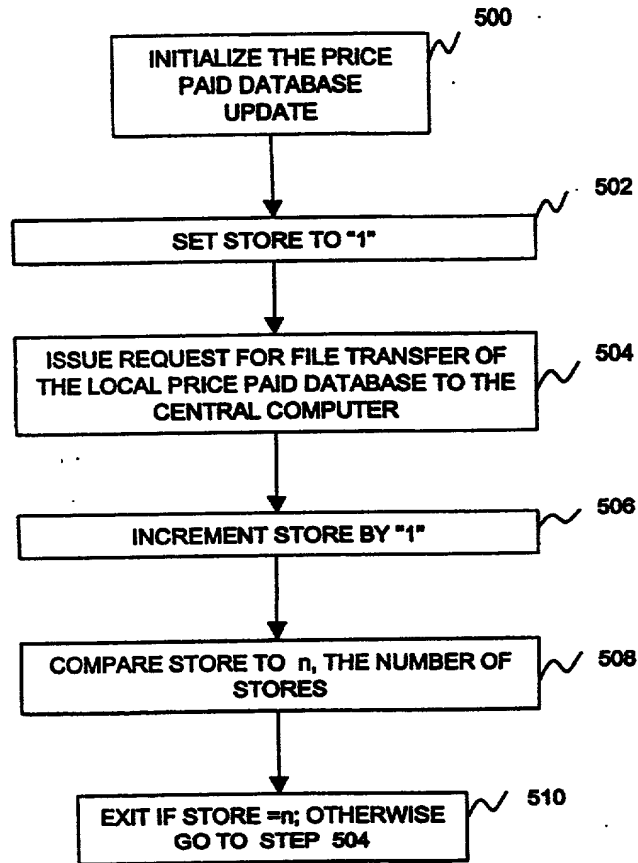 500
INITIALIZE THE PRICE
PAID DATABASE
UPDATE
502
SET STORE TO "1"
504
ISSUE REQUEST FOR FILE TRANSFER OF
THE LOCAL PRICE PAID DATABASE TO THE
CENTRAL COMPUTER
506
INCREMENT STORE BY "1"
508
COMPARE STORE TO n, THE NUMBER OF
STORES
510
EXIT IF STORE =n; OTHERWISE
GO TO STEP 504